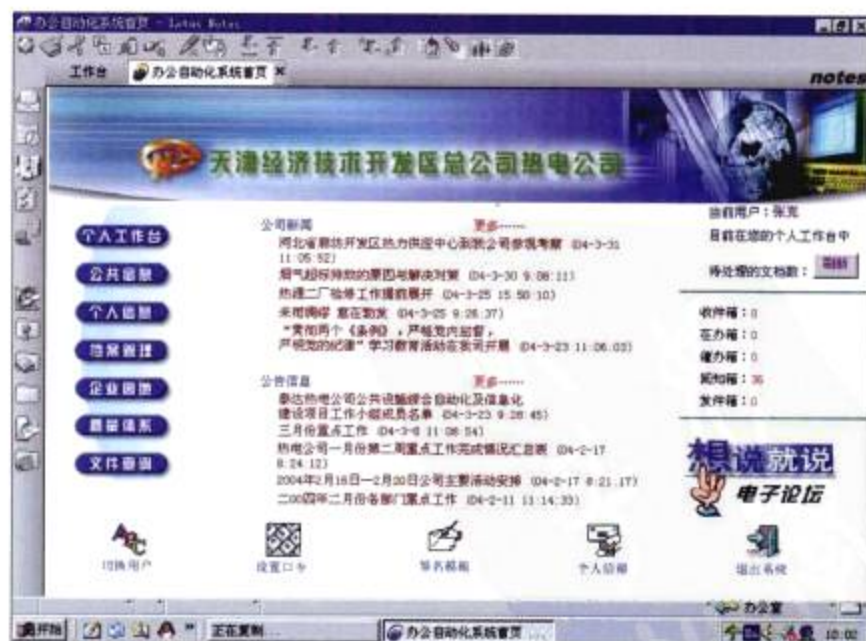 办公自动化系统首页 - Lotus Notes
工作台 办公自动化系统首页
notes
天津经济技术开发区总公司热电公司
当前用户：张克
目前在您的个人工作台中
待处理的文档数： 刷新
收件箱：0
在办箱：0
催办箱：0
阅知箱：36
发件箱：0
想说就说
电子论坛
个人工作台
公共信息
个人信息
档案管理
企业园地
质量体系
文件查询
公司新闻 更多……
河北省廊坊开发区热力供应中心到我公司参观考察 (04-3-31
11:05:52)
烟气超标排放的原因与解决对策 (04-3-30 9:08:11)
热源二厂检修工作提前展开 (04-3-25 15:50:10)
未雨绸缪 意在勃发 (04-3-25 9:26:37)
“贯彻两个《条例》，严格党内监督，
严格党的纪律”学习教育活动在我司开展 (04-3-23 11:06:03)
公告信息 更多……
泰达热电公司公共设施综合自动化及信息化
建设项目工作小组成员名单 (04-3-23 9:28:45)
三月份重点工作 (04-3-8 11:08:54)
热电公司一月份第二周重点工作完成情况汇总表 (04-2-17
8:24:12)
2004年2月16日—2月20日公司主要活动安排 (04-2-17 8:21:17)
二00四年二月份各部门重点工作 (04-2-11 11:14:33)
切换用户 设置口令 签名模板 个人信箱 退出系统
办公室
开始 正在复制... 办公自动化系统首页 ...